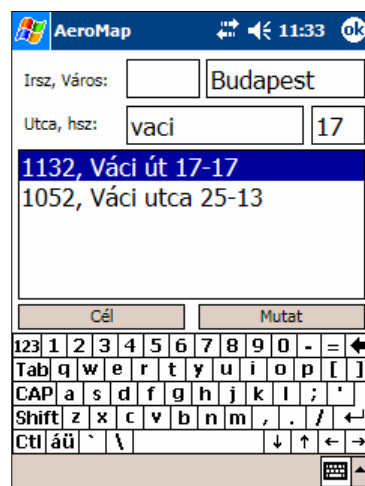 AeroMap 11:33 ok
Irsz, Város: Budapest
Utca, hsz: vaci 17
1132, Váci út 17-17
1052, Váci utca 25-13
Cél Mutat
123 1 2 3 4 5 6 7 8 9 0 - = ←
Tab q w e r t y u i o p [ ]
CAP a s d f g h j k l ; '
Shift z x c v b n m , . / ↵
Ctl áü ` \ ↓ ↑ ← →